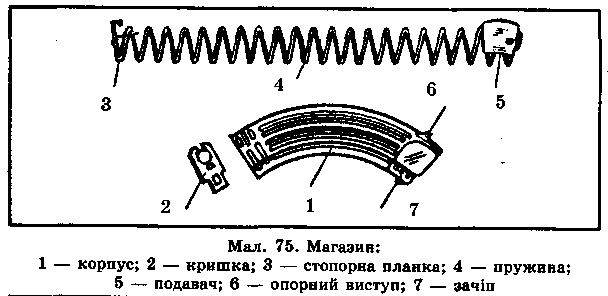 3
4
5
6
2
1
7
Мал. 75. Магазин:
1 — корпус; 2 — кришка; 3 — стопорна планка; 4 — пружина;
5 — подавач; 6 — опорний виступ; 7 — зачіп